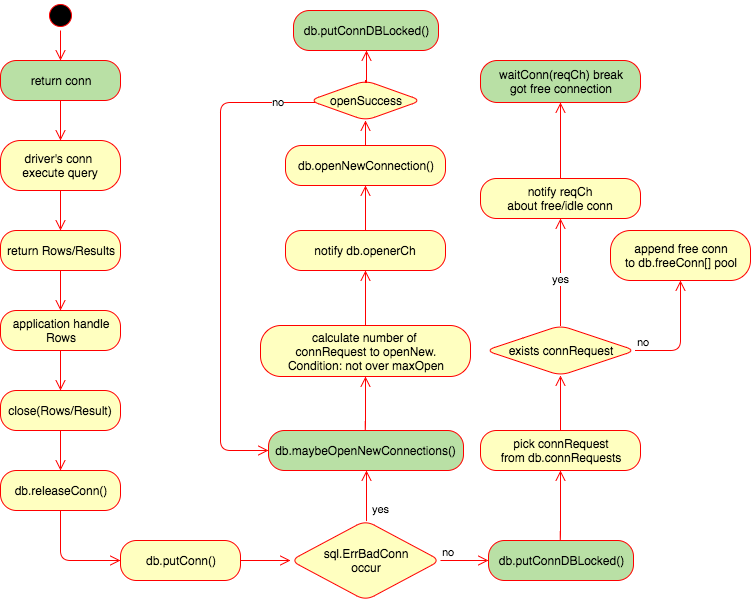 return conn
driver's conn
execute query
return Rows/Results
application handle
Rows
close(Rows/Result)
db.releaseConn()
db.putConn()
sql.ErrBadConn
occur
yes
no
db.maybeOpenNewConnections()
calculate number of
connRequest to openNew.
Condition: not over maxOpen
notify db.openerCh
db.openNewConnection()
openSuccess
no
db.putConnDBLocked()
db.putConnDBLocked()
pick connRequest
from db.connRequests
exists connRequest
yes
no
notify reqCh
about free/idle conn
waitConn(reqCh) break
got free connection
append free conn
to db.freeConn[] pool